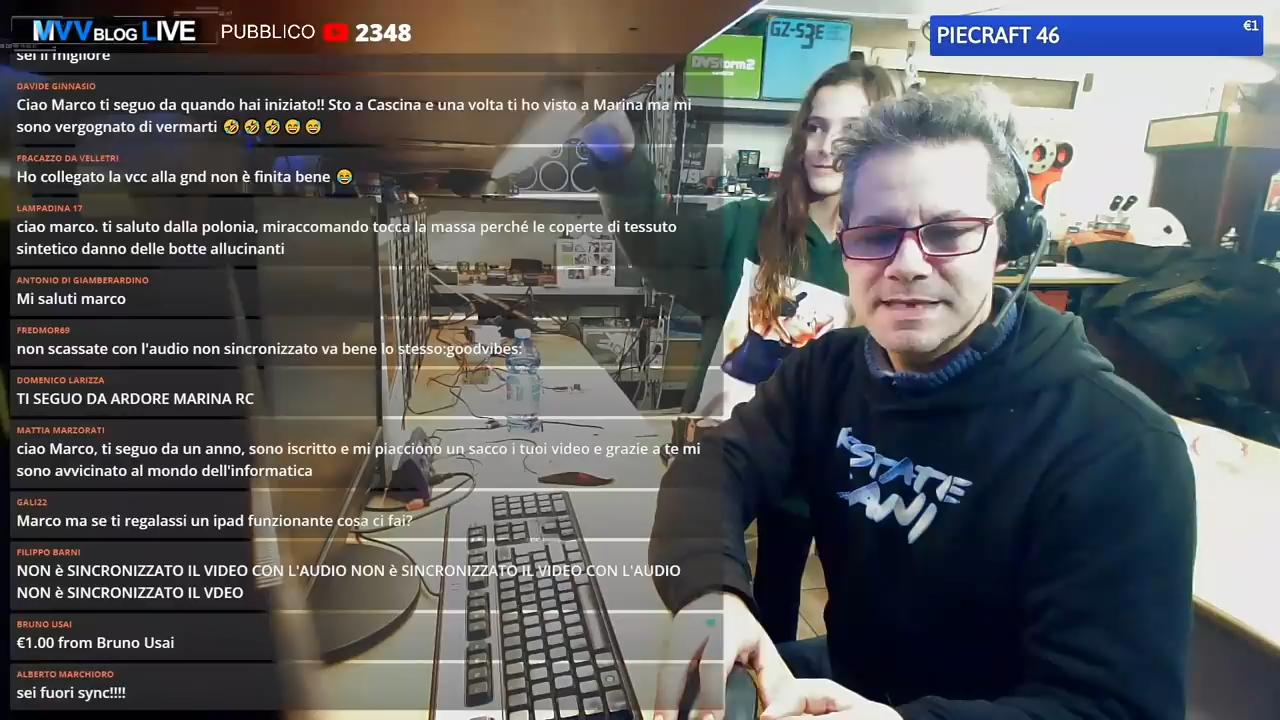 MVV BLOG LIVE PUBBLICO 2348
PIECRAFT 46 €1
GZ-S3E
DVStorm2
sei il migliore
DAVIDE GINNASIO
Ciao Marco ti seguo da quando hai iniziato!! Sto a Cascina e una volta ti ho visto a Marina ma mi
sono vergognato di vermarti 🤣🤣🤣😅😅
FRACAZZO DA VELLETRI
Ho collegato la vcc alla gnd non è finita bene 😂
LAMPADINA 17
ciao marco. ti saluto dalla polonia, miraccomando tocca la massa perché le coperte di tessuto
sintetico danno delle botte allucinanti
ANTONIO DI GIAMBERARDINO
Mi saluti marco
FREDMOR69
non scassate con l'audio non sincronizzato va bene lo stesso:goodvibes:
DOMENICO LARIZZA
TI SEGUO DA ARDORE MARINA RC
MATTIA MARZORATI
ciao Marco, ti seguo da un anno, sono iscritto e mi piacciono un sacco i tuoi video e grazie a te mi
sono avvicinato al mondo dell'informatica
GALI22
Marco ma se ti regalassi un ipad funzionante cosa ci fai?
FILIPPO BARNI
NON è SINCRONIZZATO IL VIDEO CON L'AUDIO NON è SINCRONIZZATO IL VIDEO CON L'AUDIO
NON è SINCRONIZZATO IL VDEO
BRUNO USAI
€1.00 from Bruno Usai
ALBERTO MARCHIORO
sei fuori sync!!!!